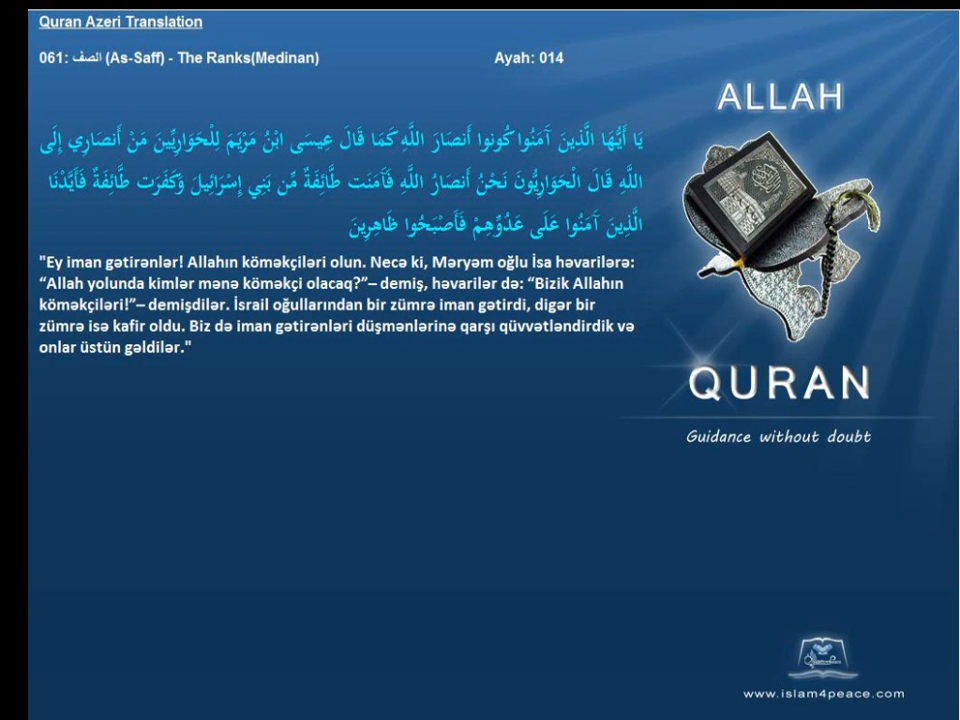 Quran Azeri Translation
061: الصف (As-Saff) - The Ranks(Medinan) Ayah: 014
ALLAH
يَا أَيُّهَا الَّذِينَ آمَنُوا كُونوا أَنصَارَ اللَّهِ كَمَا قَالَ عِيسَى ابْنُ مَرْيَمَ لِلْحَوَارِيِّينَ مَنْ أَنصَارِي إِلَى
اللَّهِ قَالَ الْحَوَارِيُّونَ نَحْنُ أَنصَارُ اللَّهِ فَآمَنَت طَّائِفَةٌ مِّن بَنِي إِسْرَائِيلَ وَكَفَرَت طَّائِفَةٌ فَأَيَّدْنَا
الَّذِينَ آمَنُوا عَلَى عَدُوِّهِمْ فَأَصْبَحُوا ظَاهِرِينَ
"Ey iman gətirənlər! Allahın köməkçiləri olun. Necə ki, Məryəm oğlu İsa həvarilərə:
“Allah yolunda kimlər mənə köməkçi olacaq?”– demiş, həvarilər də: “Bizik Allahın
köməkçiləri!”– demişdilər. İsrail oğullarından bir zümrə iman gətirdi, digər bir
zümrə isə kafir oldu. Biz də iman gətirənləri düşmənlərinə qarşı qüvvətləndirdik və
onlar üstün gəldilər."
QURAN
Guidance without doubt
www.islam4peace.com